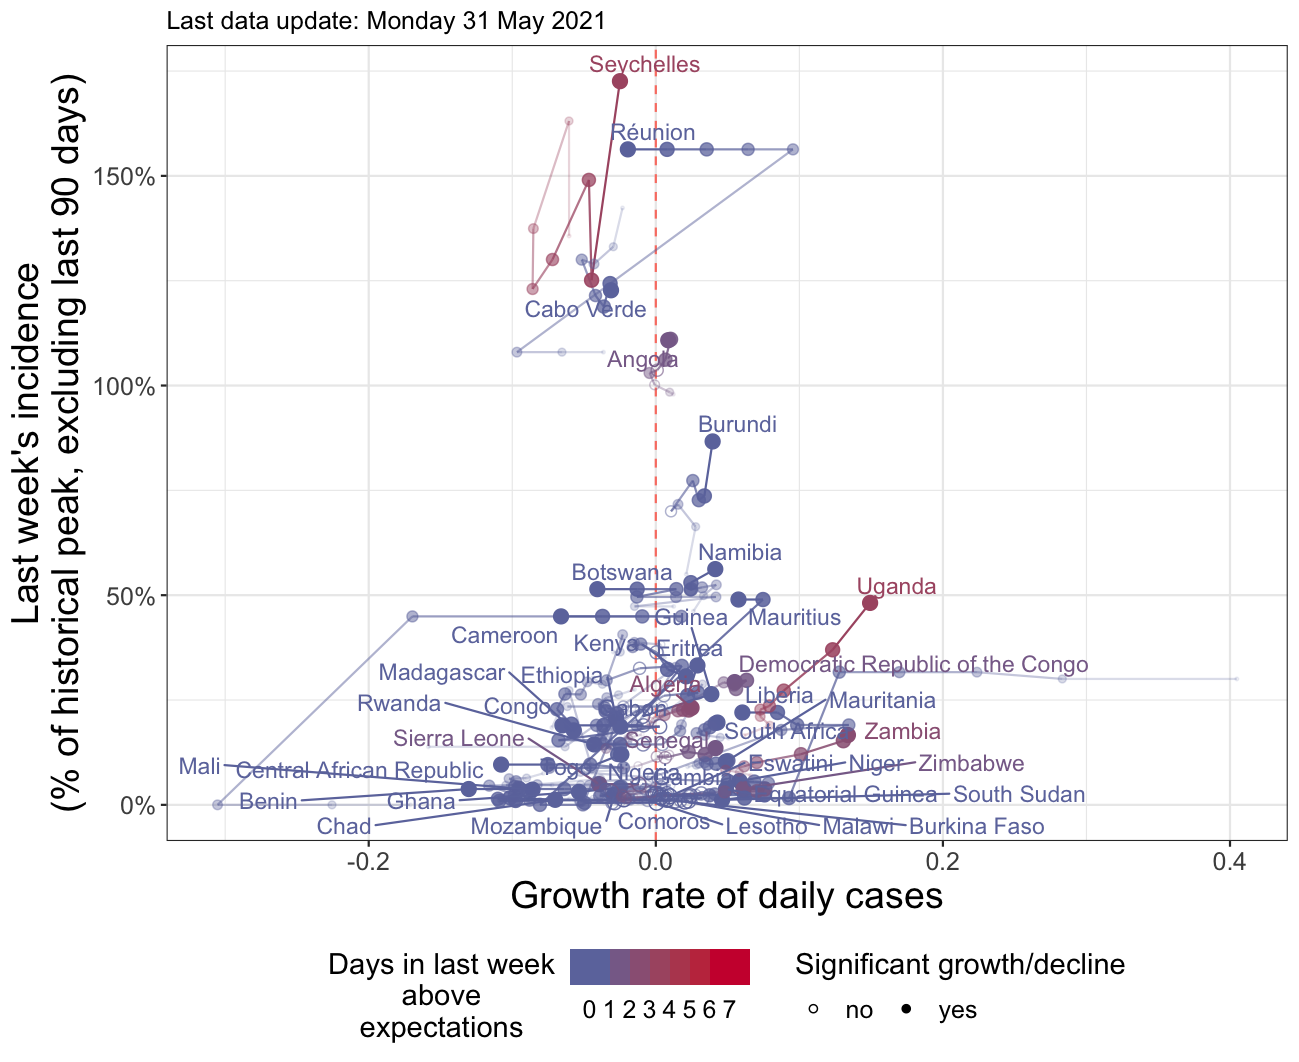 Last data update: Monday 31 May 2021
Last week's incidence
(% of historical peak, excluding last 90 days)
150%
100%
50%
0%
Seychelles
Réunion
Cabo Verde
Angola
Burundi
Namibia
Botswana
Uganda
Guinea
Mauritius
Cameroon
Kenya
Eritrea
Democratic Republic of the Congo
Madagascar
Ethiopia
Algeria
Liberia
Mauritania
Rwanda
Congo
Gabon
South Africa
Zambia
Sierra Leone
Senegal
Mali
Central African Republic
Togo
Nigeria
Gambia
Eswatini
Niger
Zimbabwe
Benin
Ghana
Equatorial Guinea
South Sudan
Chad
Mozambique
Comoros
Lesotho
Malawi
Burkina Faso
-0.2
0.0
0.2
0.4
Growth rate of daily cases
Days in last week
above
expectations
0 1 2 3 4 5 6 7
Significant growth/decline
no
yes